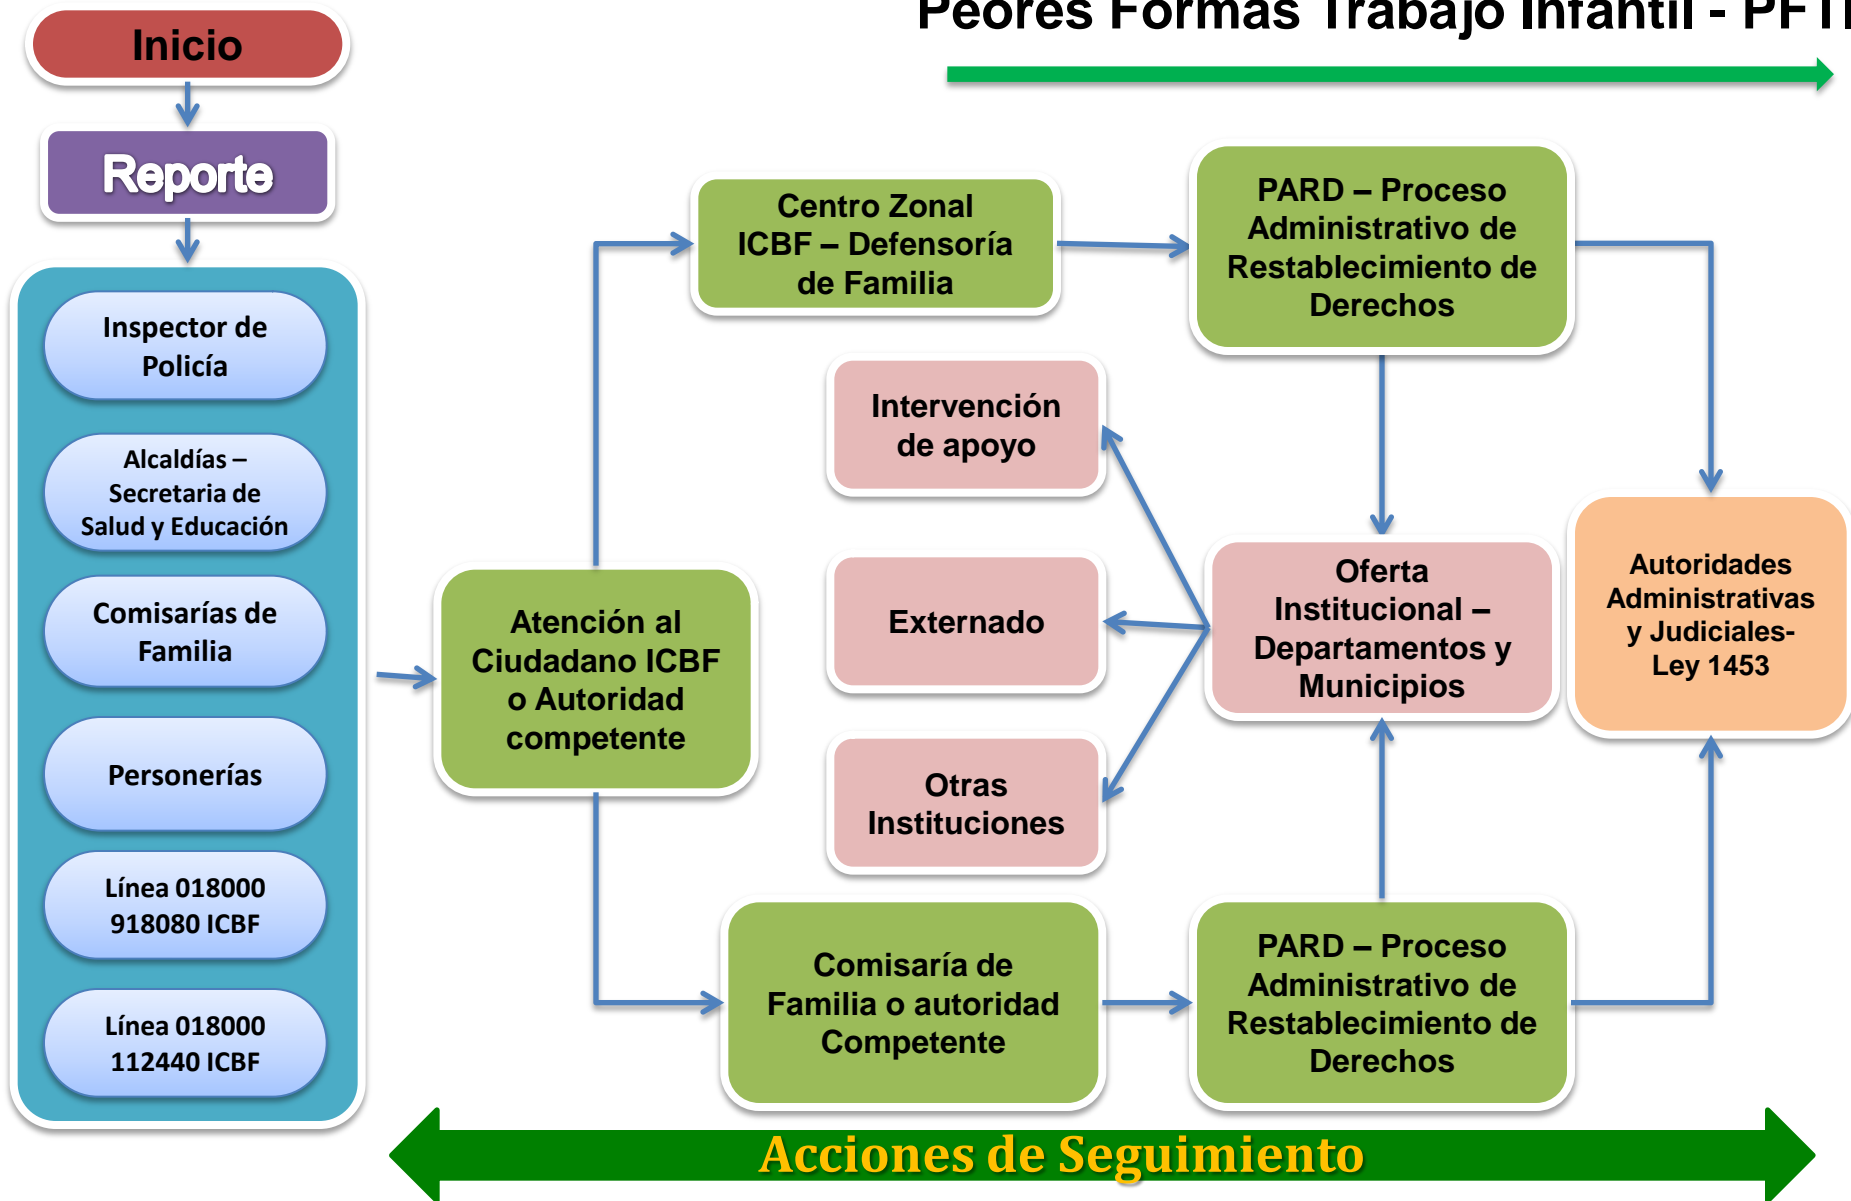 Peores Formas Trabajo Infantil - PFTI
Inicio
Reporte
Inspector de
Policía
Alcaldías –
Secretaria de
Salud y Educación
Comisarías de
Familia
Personerías
Línea 018000
918080 ICBF
Línea 018000
112440 ICBF
Atención al
Ciudadano ICBF
o Autoridad
competente
Centro Zonal
ICBF – Defensoría
de Familia
PARD – Proceso
Administrativo de
Restablecimiento de
Derechos
Intervención
de apoyo
Externado
Otras
Instituciones
Oferta
Institucional –
Departamentos y
Municipios
Autoridades
Administrativas
y Judiciales-
Ley 1453
Comisaría de
Familia o autoridad
Competente
PARD – Proceso
Administrativo de
Restablecimiento de
Derechos
Acciones de Seguimiento